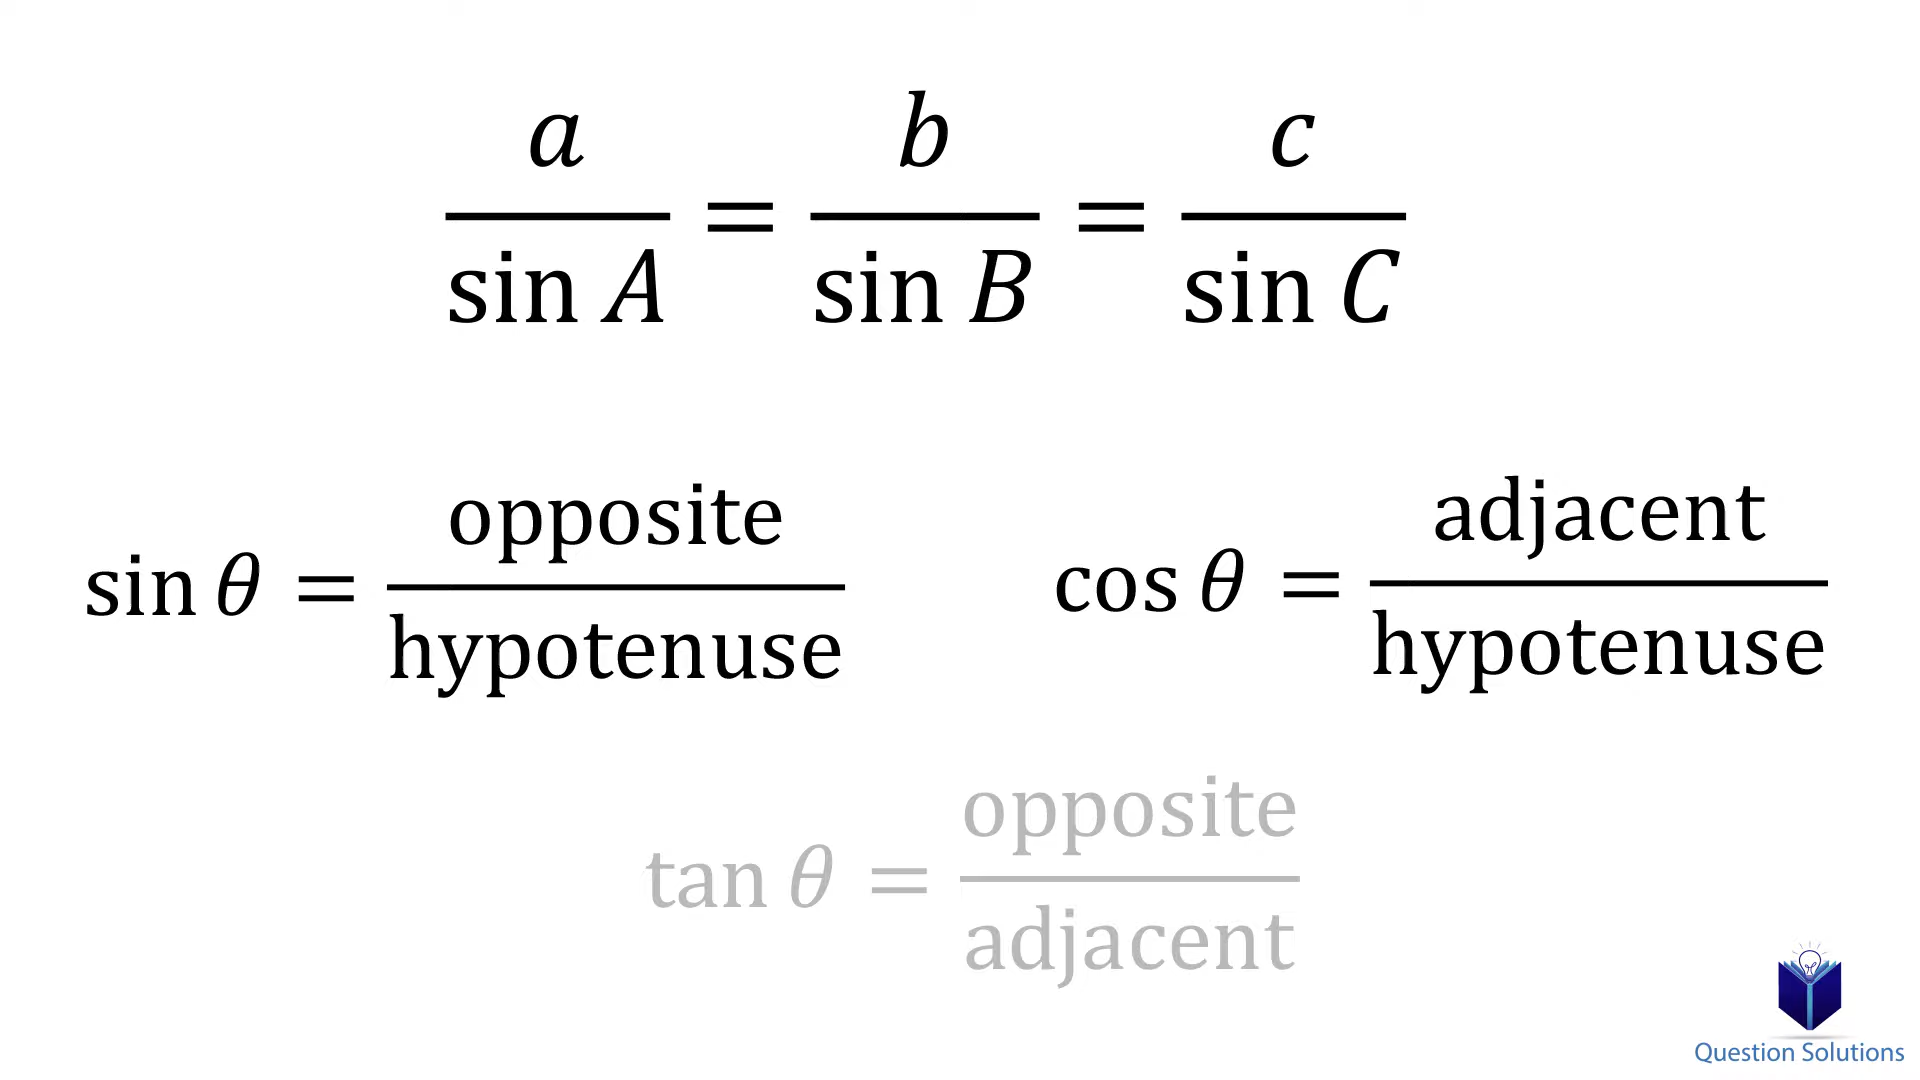 a/sin A = b/sin B = c/sin C
sin θ = opposite/hypotenuse
cos θ = adjacent/hypotenuse
tan θ = opposite/adjacent
Question Solutions